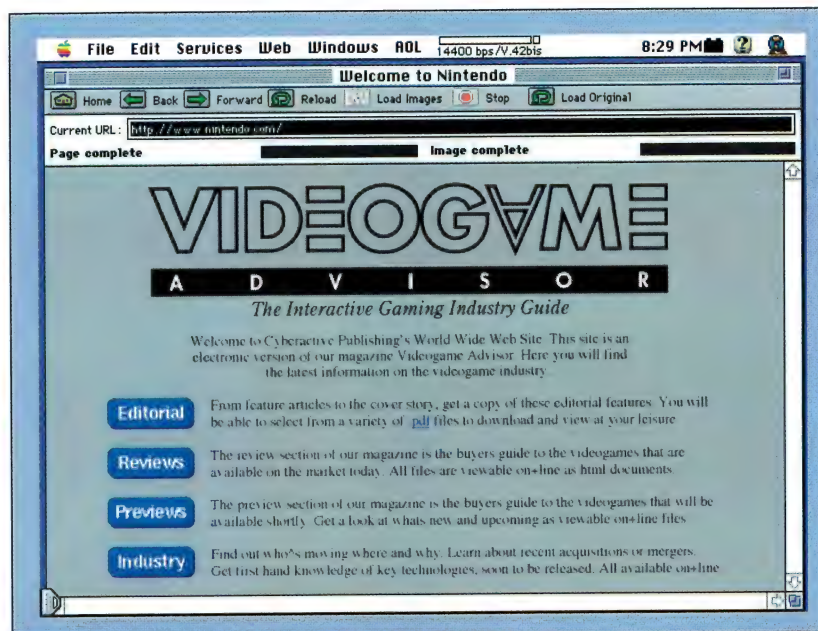 File Edit Services Web Windows AOL 14400 bps/V.42bis 8:29 PM
Welcome to Nintendo
Home Back Forward Reload Load Images Stop Load Original
Current URL: http://www.nintendo.com/
Page complete Image complete
VIDEOGAME
ADVISOR
The Interactive Gaming Industry Guide
Welcome to Cyberactive Publishing's World Wide Web Site. This site is an
electronic version of our magazine Videogame Advisor. Here you will find
the latest information on the videogame industry.
Editorial From feature articles to the cover story, get a copy of these editorial features. You will
be able to select from a variety of pdf files to download and view at your leisure
Reviews The review section of our magazine is the buyers guide to the videogames that are
available on the market today. All files are viewable on+line as html documents
Previews The preview section of our magazine is the buyers guide to the videogames that will be
available shortly. Get a look at whats new and upcoming as viewable on+line files
Industry Find out who^s moving where and why. Learn about recent acquisitions or mergers.
Get first hand knowledge of key technologies, soon to be released. All available on+line